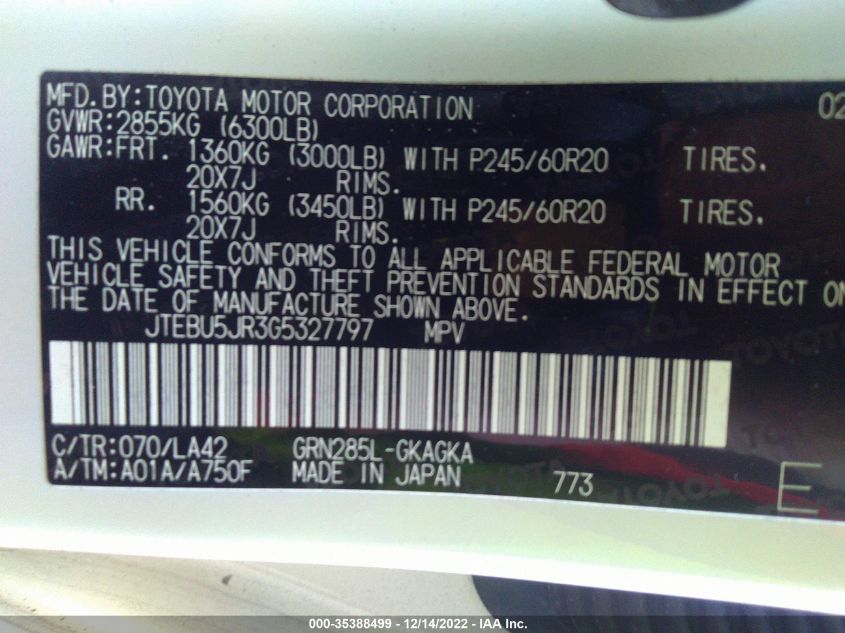 MFD.BY:TOYOTA MOTOR CORPORATION 02
GVWR:2855KG (6300LB)
GAWR:FRT. 1360KG (3000LB) WITH P245/60R20 TIRES.
20X7J RIMS.
RR. 1560KG (3450LB) WITH P245/60R20 TIRES.
20X7J RIMS.
THIS VEHICLE CONFORMS TO ALL APPLICABLE FEDERAL MOTOR
VEHICLE SAFETY AND THEFT PREVENTION STANDARDS IN EFFECT ON
THE DATE OF MANUFACTURE SHOWN ABOVE.
JTEBU5JR3G5327797 MPV
C/TR:070/LA42 GRN285L-GKAGKA
A/TM:A01A/A750F MADE IN JAPAN 773 E
TOYOTA
000-35388499 - 12/14/2022 - IAA Inc.